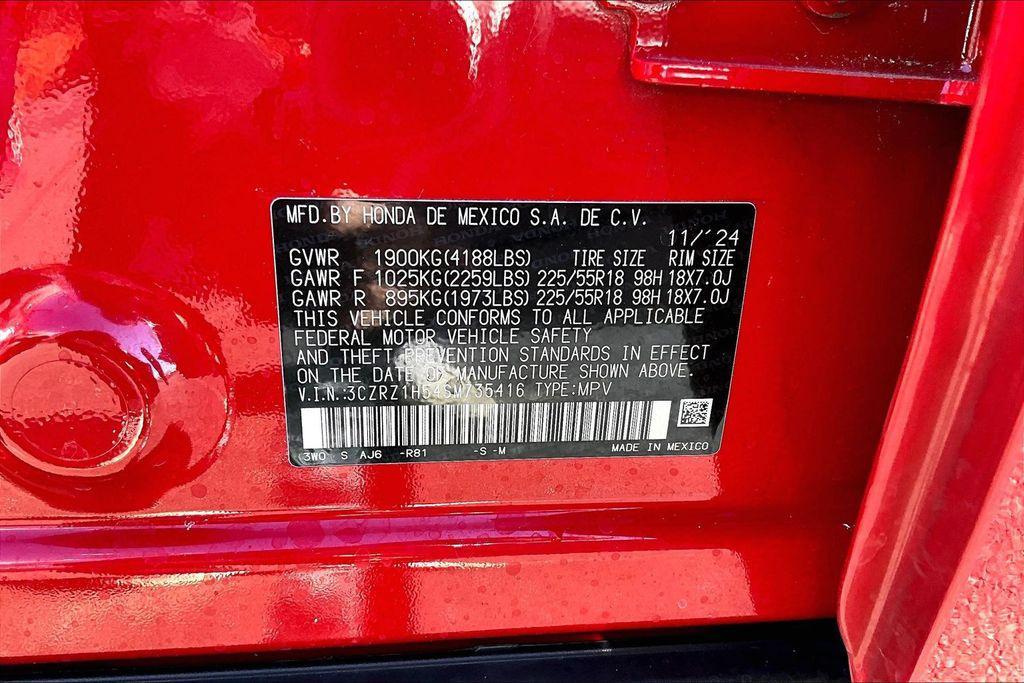 MFD.BY HONDA DE MEXICO S.A. DE C.V.
11/'24
GVWR 1900KG(4188LBS) TIRE SIZE RIM SIZE
GAWR F 1025KG(2259LBS) 225/55R18 98H 18X7.0J
GAWR R 895KG(1973LBS) 225/55R18 98H 18X7.0J
THIS VEHICLE CONFORMS TO ALL APPLICABLE
FEDERAL MOTOR VEHICLE SAFETY
AND THEFT PREVENTION STANDARDS IN EFFECT
ON THE DATE OF MANUFACTURE SHOWN ABOVE.
V.I.N.:3CZRZ1H54SM735416 TYPE:MPV
3W0 S AJ6 -R81 -S -M MADE IN MEXICO